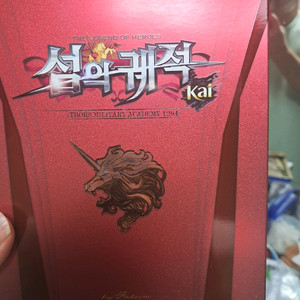 THE LEGEND OF HEROES
섬의 궤적
Kai
-THORS MILITARY ACADEMY 1204-